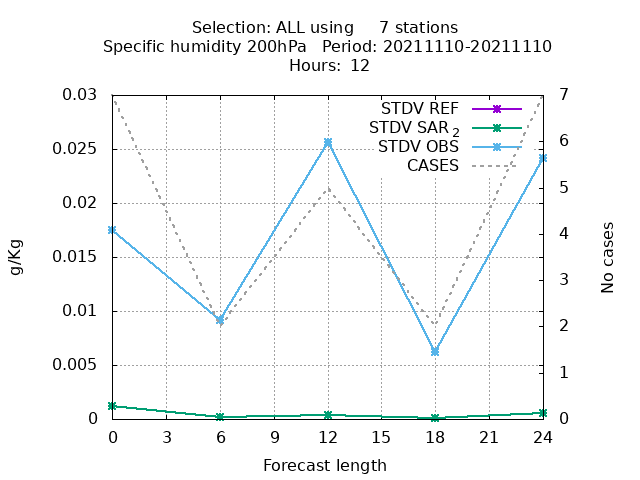 Selection: ALL using     7 stations
Specific humidity 200hPa   Period: 20211110-20211110
Hours:  12
0.03
0.025
0.02
0.015
0.01
0.005
0
g/Kg
STDV REF
STDV SAR2
STDV OBS
CASES
7
6
5
4
3
2
1
0
No cases
0 3 6 9 12 15 18 21 24
Forecast length